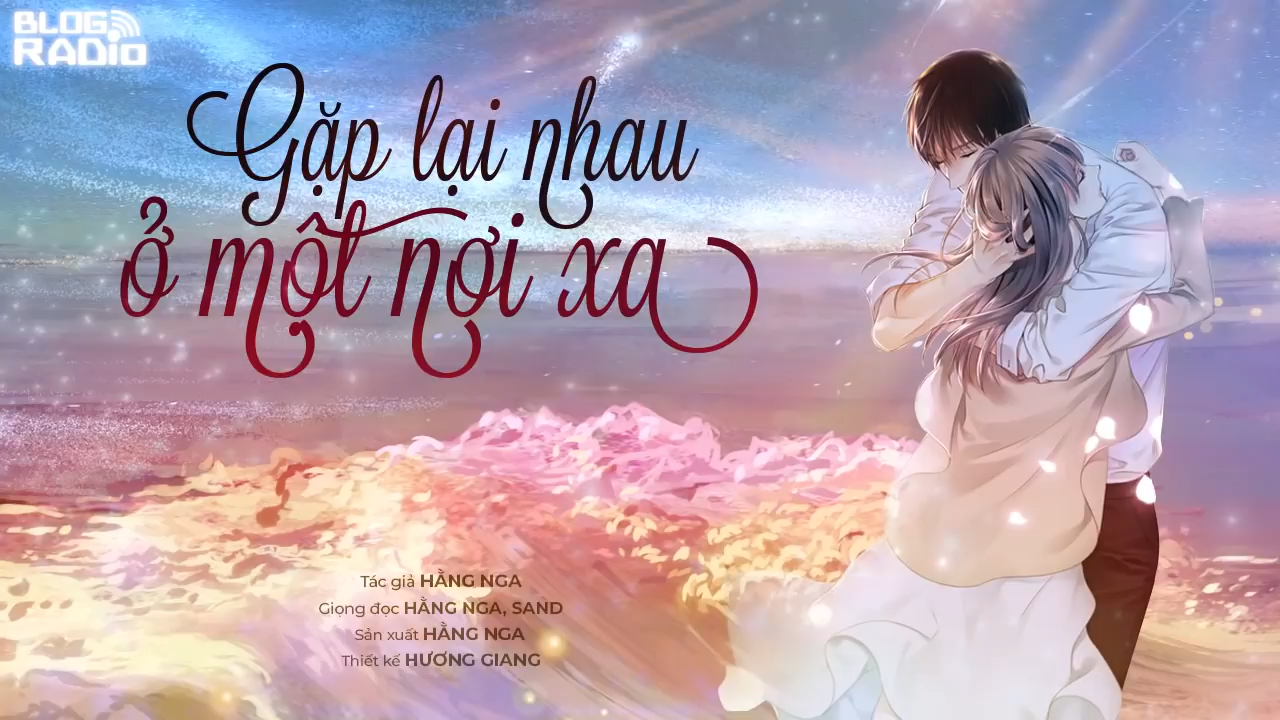 BLOG
RADIO
Gặp lại nhau
ở một nơi xa
Tác giả HẰNG NGA
Giọng đọc HẰNG NGA, SAND
Sản xuất HẰNG NGA
Thiết kế HƯƠNG GIANG